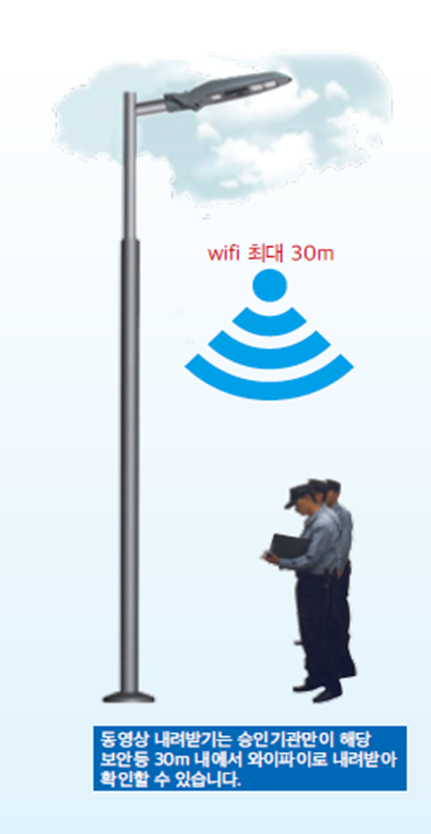 wifi 최대 30m
동영상 내려받기는 승인기관만이 해당
보안등 30m 내에서 와이파이로 내려받아
확인할 수 있습니다.